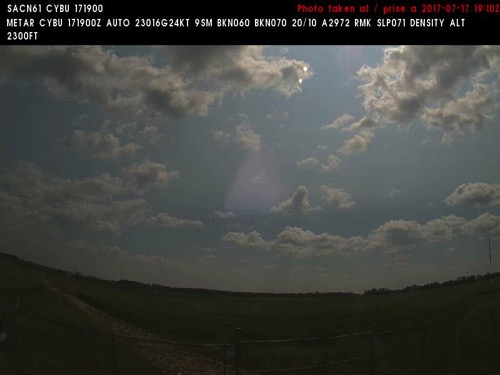 SACN61 CYBU 171900
Photo taken at / prise a 2017-07-17 19:10Z
METAR CYBU 171900Z AUTO 23016G24KT 9SM BKN060 BKN070 20/10 A2972 RMK SLP071 DENSITY ALT
2300FT